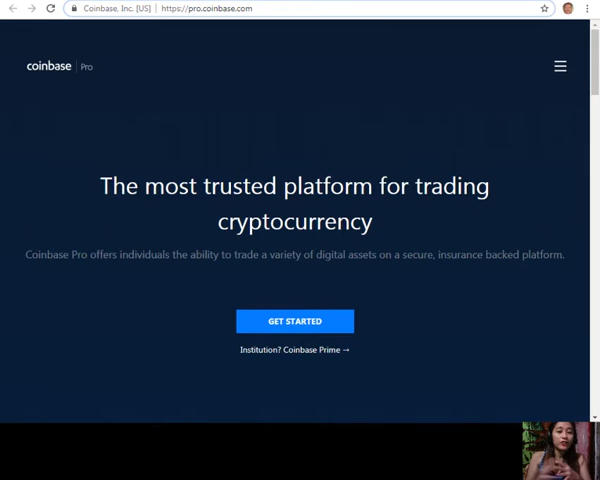 Coinbase, Inc. [US] | https://pro.coinbase.com
coinbase | Pro
The most trusted platform for trading
cryptocurrency
Coinbase Pro offers individuals the ability to trade a variety of digital assets on a secure, insurance backed platform.
GET STARTED
Institution? Coinbase Prime →